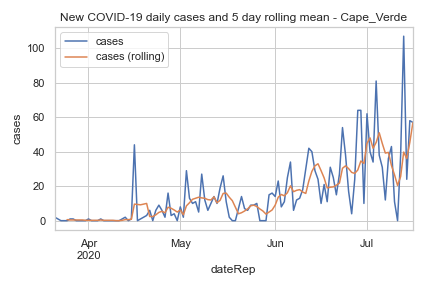 New COVID-19 daily cases and 5 day rolling mean - Cape_Verde
cases
cases (rolling)
100
80
60
40
20
0
cases
Apr
2020
May
Jun
Jul
dateRep